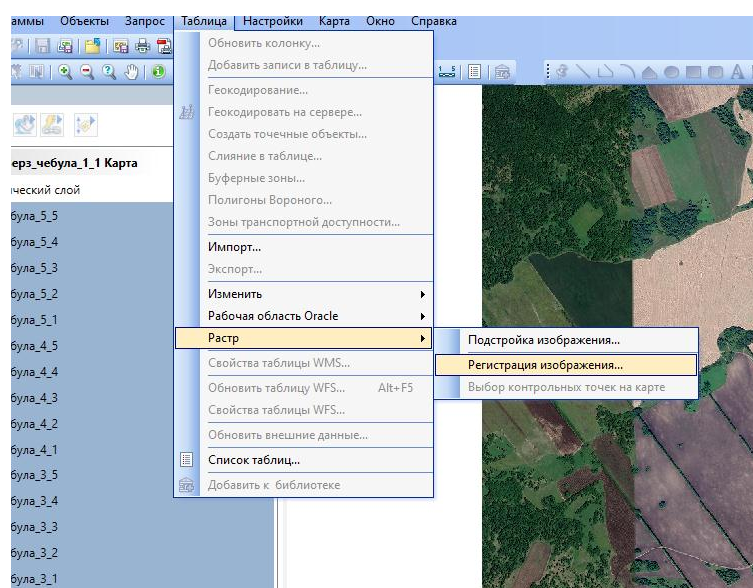 аммы Объекты Запрос Таблица Настройки Карта Окно Справка
Обновить колонку...
Добавить записи в таблицу...
Геокодирование...
Геокодировать на сервере...
Создать точечные объекты...
Слияние в таблице...
Буферные зоны...
Полигоны Вороного...
Зоны транспортной доступности...
Импорт...
Экспорт...
Изменить
Рабочая область Oracle
Растр
Свойства таблицы WMS...
Обновить таблицу WFS... Alt+F5
Свойства таблицы WFS...
Обновить внешние данные...
Список таблиц...
Добавить к библиотеке
Подстройка изображения...
Регистрация изображения...
Выбор контрольных точек на карте
ерз_чебула_1_1 Карта
ический слой
була_5_5
була_5_4
була_5_3
була_5_2
була_5_1
була_4_5
була_4_4
була_4_3
була_4_2
була_4_1
була_3_5
була_3_4
була_3_3
була_3_2
була_3_1